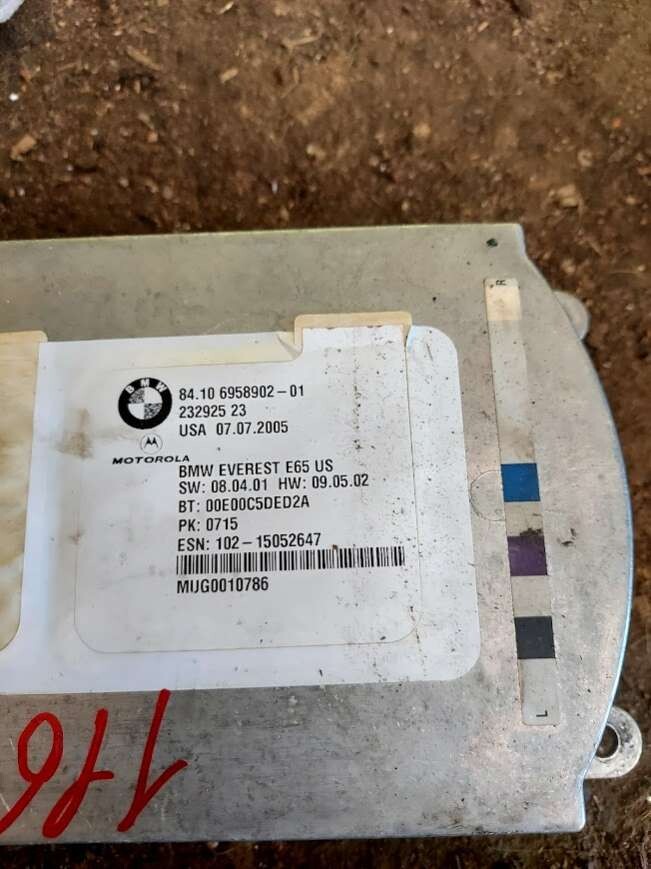 R
BMW
84.10 6958902-01
232925 23
USA 07.07.2005
MOTOROLA
BMW EVEREST E65 US
SW: 08.04.01 HW: 09.05.02
BT: 00E00C5DED2A
PK: 0715
ESN: 102-15052647
MUG0010786
L
176